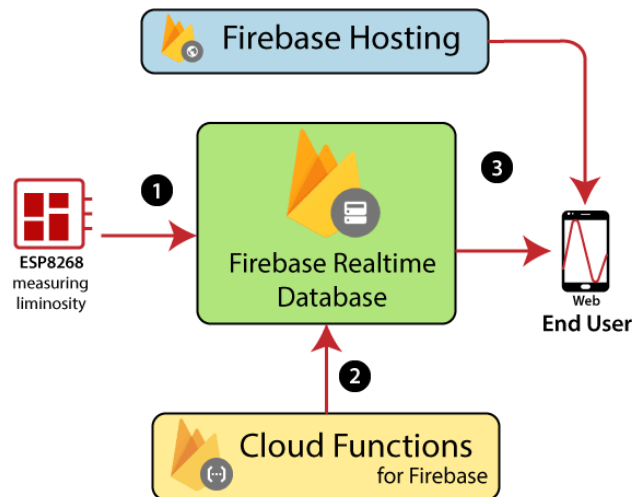 Firebase Hosting
1
3
ESP8268
measuring
liminosity
Firebase Realtime
Database
Web
End User
2
Cloud Functions
for Firebase